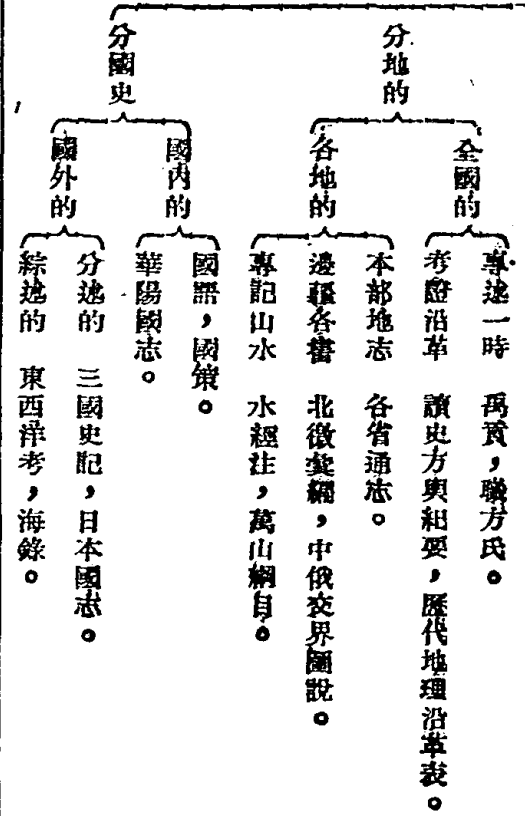 分地的
全國的
專述一時　禹貢，職方氏。
考證沿革　讀史方輿紀要，歷代地理沿革表。
各地的
本部地志　各省通志。
邊疆各書　北徼彙編，中俄交界圖說。
專記山水　水經注，萬山綱目。
分國史
國內的
國語，國策。
華陽國志。
國外的
分述的　三國史記，日本國志。
綜述的　東西洋考，海錄。